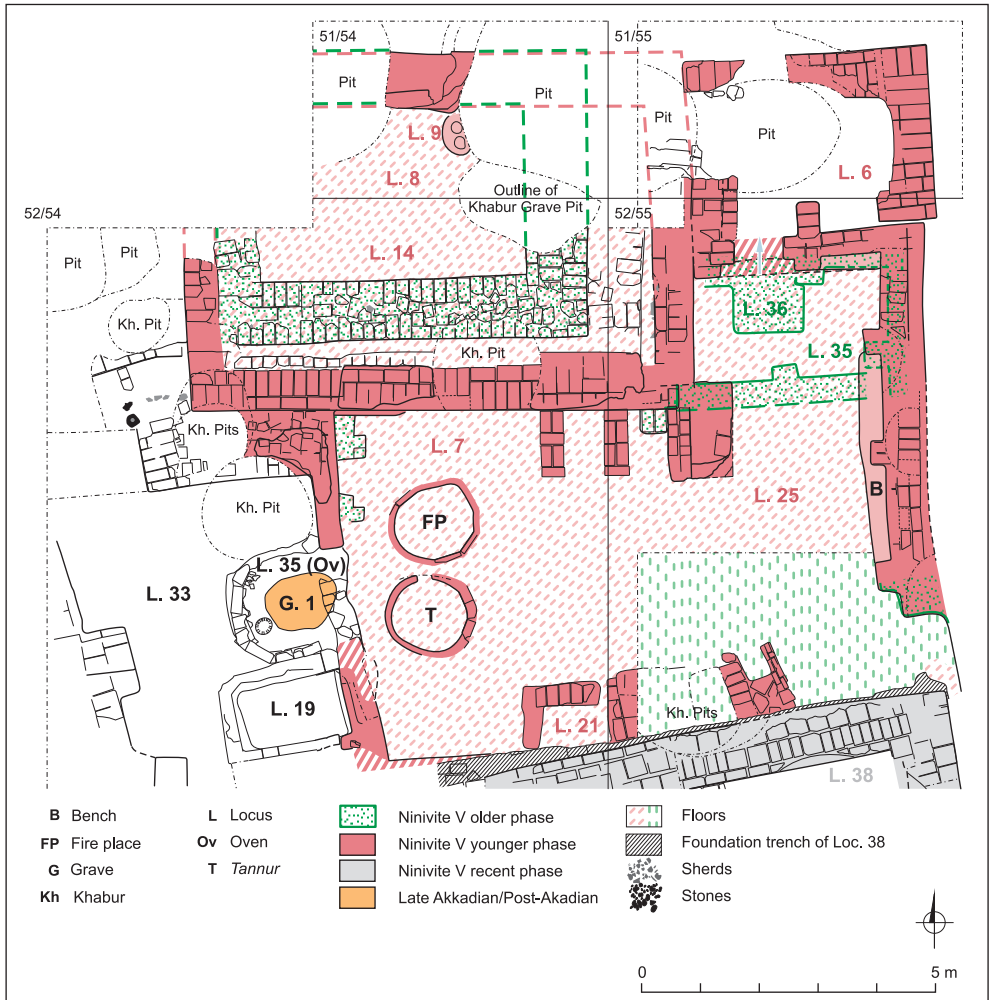 51/54
51/55
Pit
Pit
Pit
Pit
L. 9
L. 8
L. 6
Outline of
Khabur Grave Pit
52/54
52/55
Pit
Pit
L. 14
L. 36
Kh. Pit
Kh. Pit
L. 35
Kh. Pits
L. 7
L. 25
B
Kh. Pit
FP
L. 35 (Ov)
L. 33
G. 1
T
L. 19
L. 21
Kh. Pits
L. 38
B Bench
FP Fire place
G Grave
Kh Khabur
L Locus
Ov Oven
T Tannur
Ninivite V older phase
Ninivite V younger phase
Ninivite V recent phase
Late Akkadian/Post-Akadian
Floors
Foundation trench of Loc. 38
Sherds
Stones
0 5 m